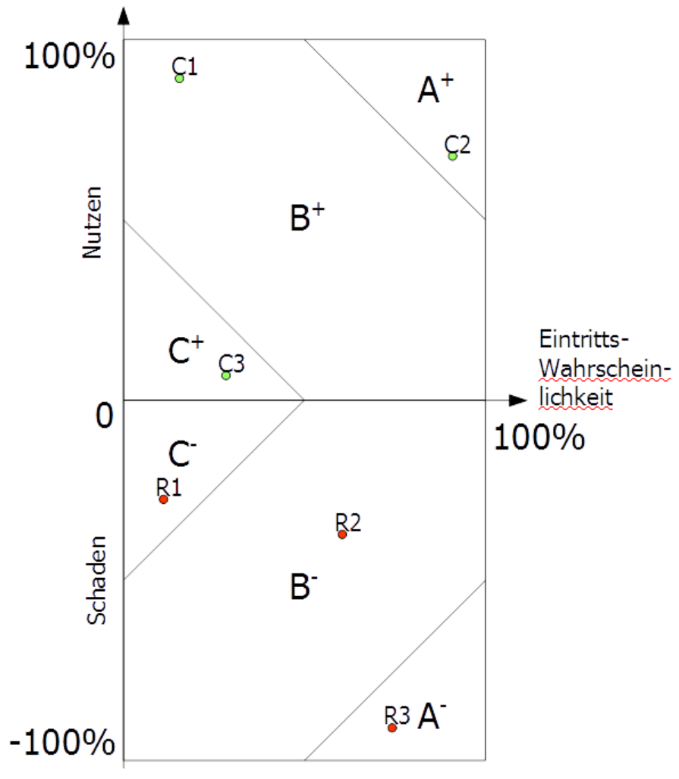 100%
C1
A⁺
C2
Nutzen
B⁺
C⁺
C3
Eintritts-
Wahrschein-
lichkeit
0
100%
C⁻
R1
R2
Schaden
B⁻
R3
A⁻
-100%